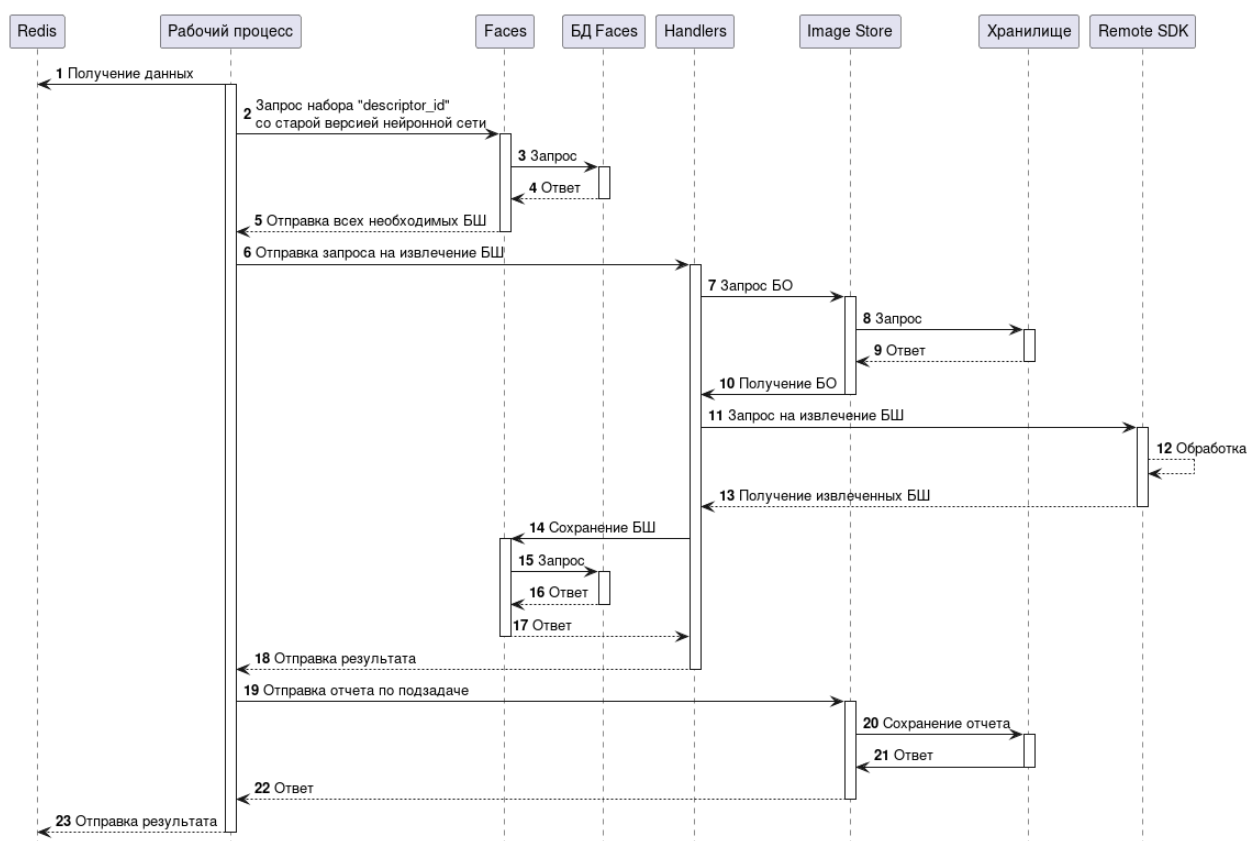 Redis
Рабочий процесс
Faces
БД Faces
Handlers
Image Store
Хранилище
Remote SDK
1 Получение данных
2 Запрос набора "descriptor_id"
со старой версией нейронной сети
3 Запрос
4 Ответ
5 Отправка всех необходимых БШ
6 Отправка запроса на извлечение БШ
7 Запрос БО
8 Запрос
9 Ответ
10 Получение БО
11 Запрос на извлечение БШ
12 Обработка
13 Получение извлеченных БШ
14 Сохранение БШ
15 Запрос
16 Ответ
17 Ответ
18 Отправка результата
19 Отправка отчета по подзадаче
20 Сохранение отчета
21 Ответ
22 Ответ
23 Отправка результата